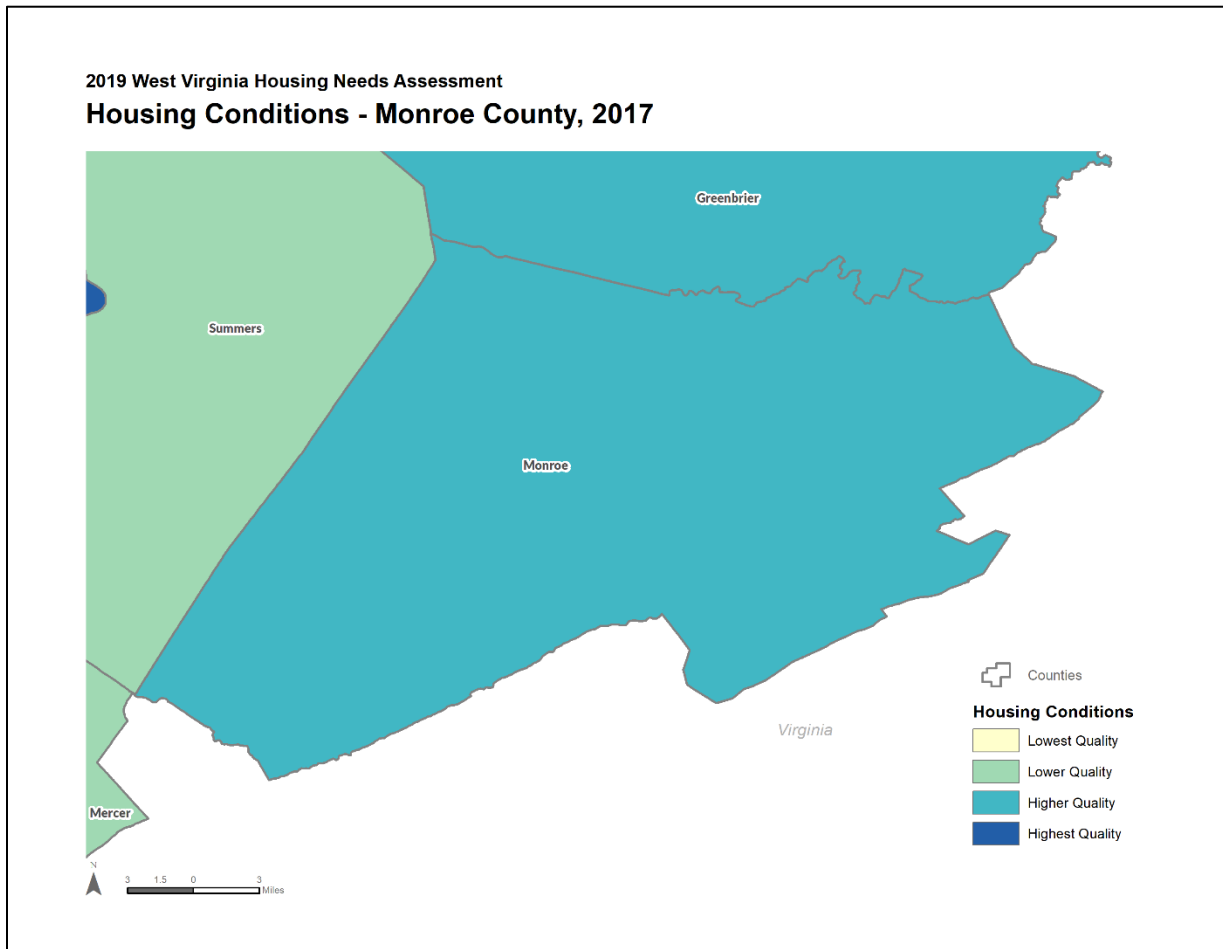 2019 West Virginia Housing Needs Assessment
Housing Conditions - Monroe County, 2017
Greenbrier
Summers
Monroe
Virginia
Mercer
Counties
Housing Conditions
Lowest Quality
Lower Quality
Higher Quality
Highest Quality
N
3 1.5 0 3
Miles